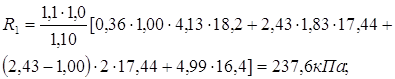 R₁ = \frac{1,1·1,0}{1,10}[0,36·1,00·4,13·18,2 + 2,43·1,83·17,44 +
(2,43 – 1,00)·2·17,44 + 4,99·16,4] = 237,6кПа;